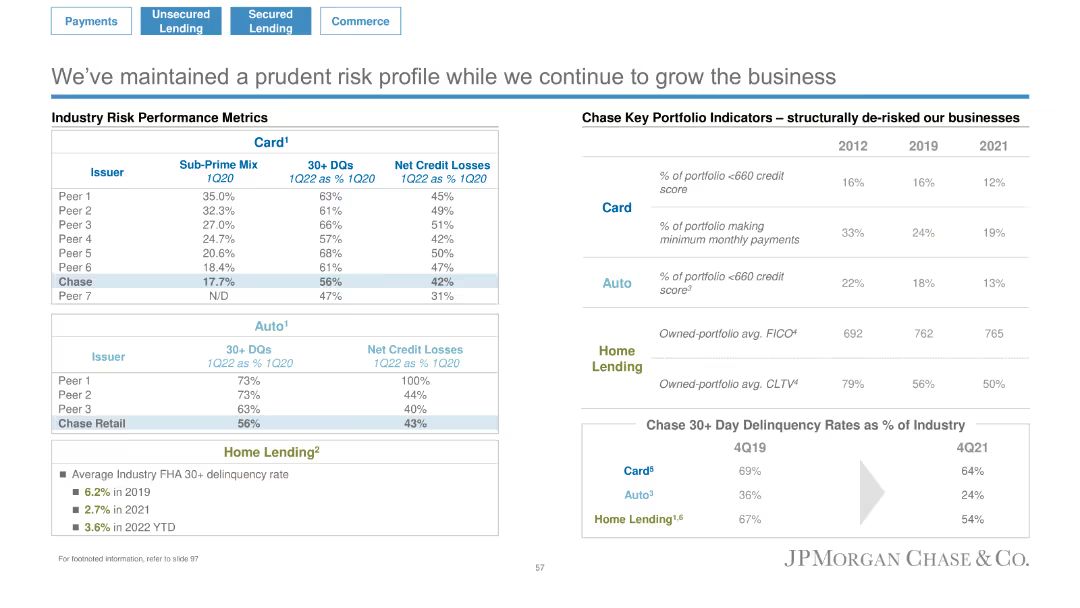 Payments
Unsecured
Lending
Secured
Lending
Commerce
We've maintained a prudent risk profile while we continue to grow the business
Industry Risk Performance Metrics
Card1
Issuer Sub-Prime Mix 30+ DQs Net Credit Losses
1Q20 1Q22 as % 1Q20 1Q22 as % 1Q20
Peer 1 35.0% 63% 45%
Peer 2 32.3% 61% 49%
Peer 3 27.0% 66% 51%
Peer 4 24.7% 57% 42%
Peer 5 20.6% 68% 50%
Peer 6 18.4% 61% 47%
Chase 17.7% 56% 42%
Peer 7 N/D 47% 31%
Auto1
Issuer 30+ DQs Net Credit Losses
1Q22 as % 1Q20 1Q22 as % 1Q20
Peer 1 73% 100%
Peer 2 73% 44%
Peer 3 63% 40%
Chase Retail 56% 43%
Home Lending2
■ Average Industry FHA 30+ delinquency rate
■ 6.2% in 2019
■ 2.7% in 2021
■ 3.6% in 2022 YTD
Chase Key Portfolio Indicators – structurally de-risked our businesses
2012 2019 2021
Card
% of portfolio <660 credit
score
16% 16% 12%
% of portfolio making
minimum monthly payments
33% 24% 19%
Auto
% of portfolio <660 credit
score3
22% 18% 13%
Home
Lending
Owned-portfolio avg. FICO4 692 762 765
Owned-portfolio avg. CLTV4 79% 56% 50%
Chase 30+ Day Delinquency Rates as % of Industry
4Q19 4Q21
Card5 69% 64%
Auto3 36% 24%
Home Lending1,6 67% 54%
For footnoted information, refer to slide 97
57
JPMORGAN CHASE & CO.